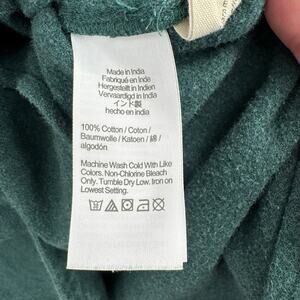 Made in India
Fabriqué en Inde
Hergestellt in Indien
Vervaardigd in India
インド製
hecho en india
100% Cotton / Coton /
Baumwolle / Katoen / 綿 /
algodón
Machine Wash Cold With Like
Colors. Non-Chlorine Bleach
Only. Tumble Dry Low. Iron on
Lowest Setting.